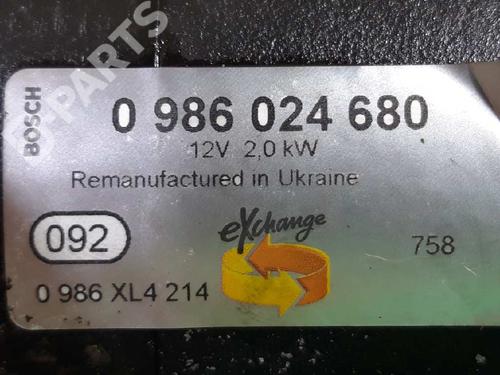 B-PARTS
BOSCH
0 986 024 680
12V 2,0 kW
Remanufactured in Ukraine
092
eXchange
758
0 986 XL4 214